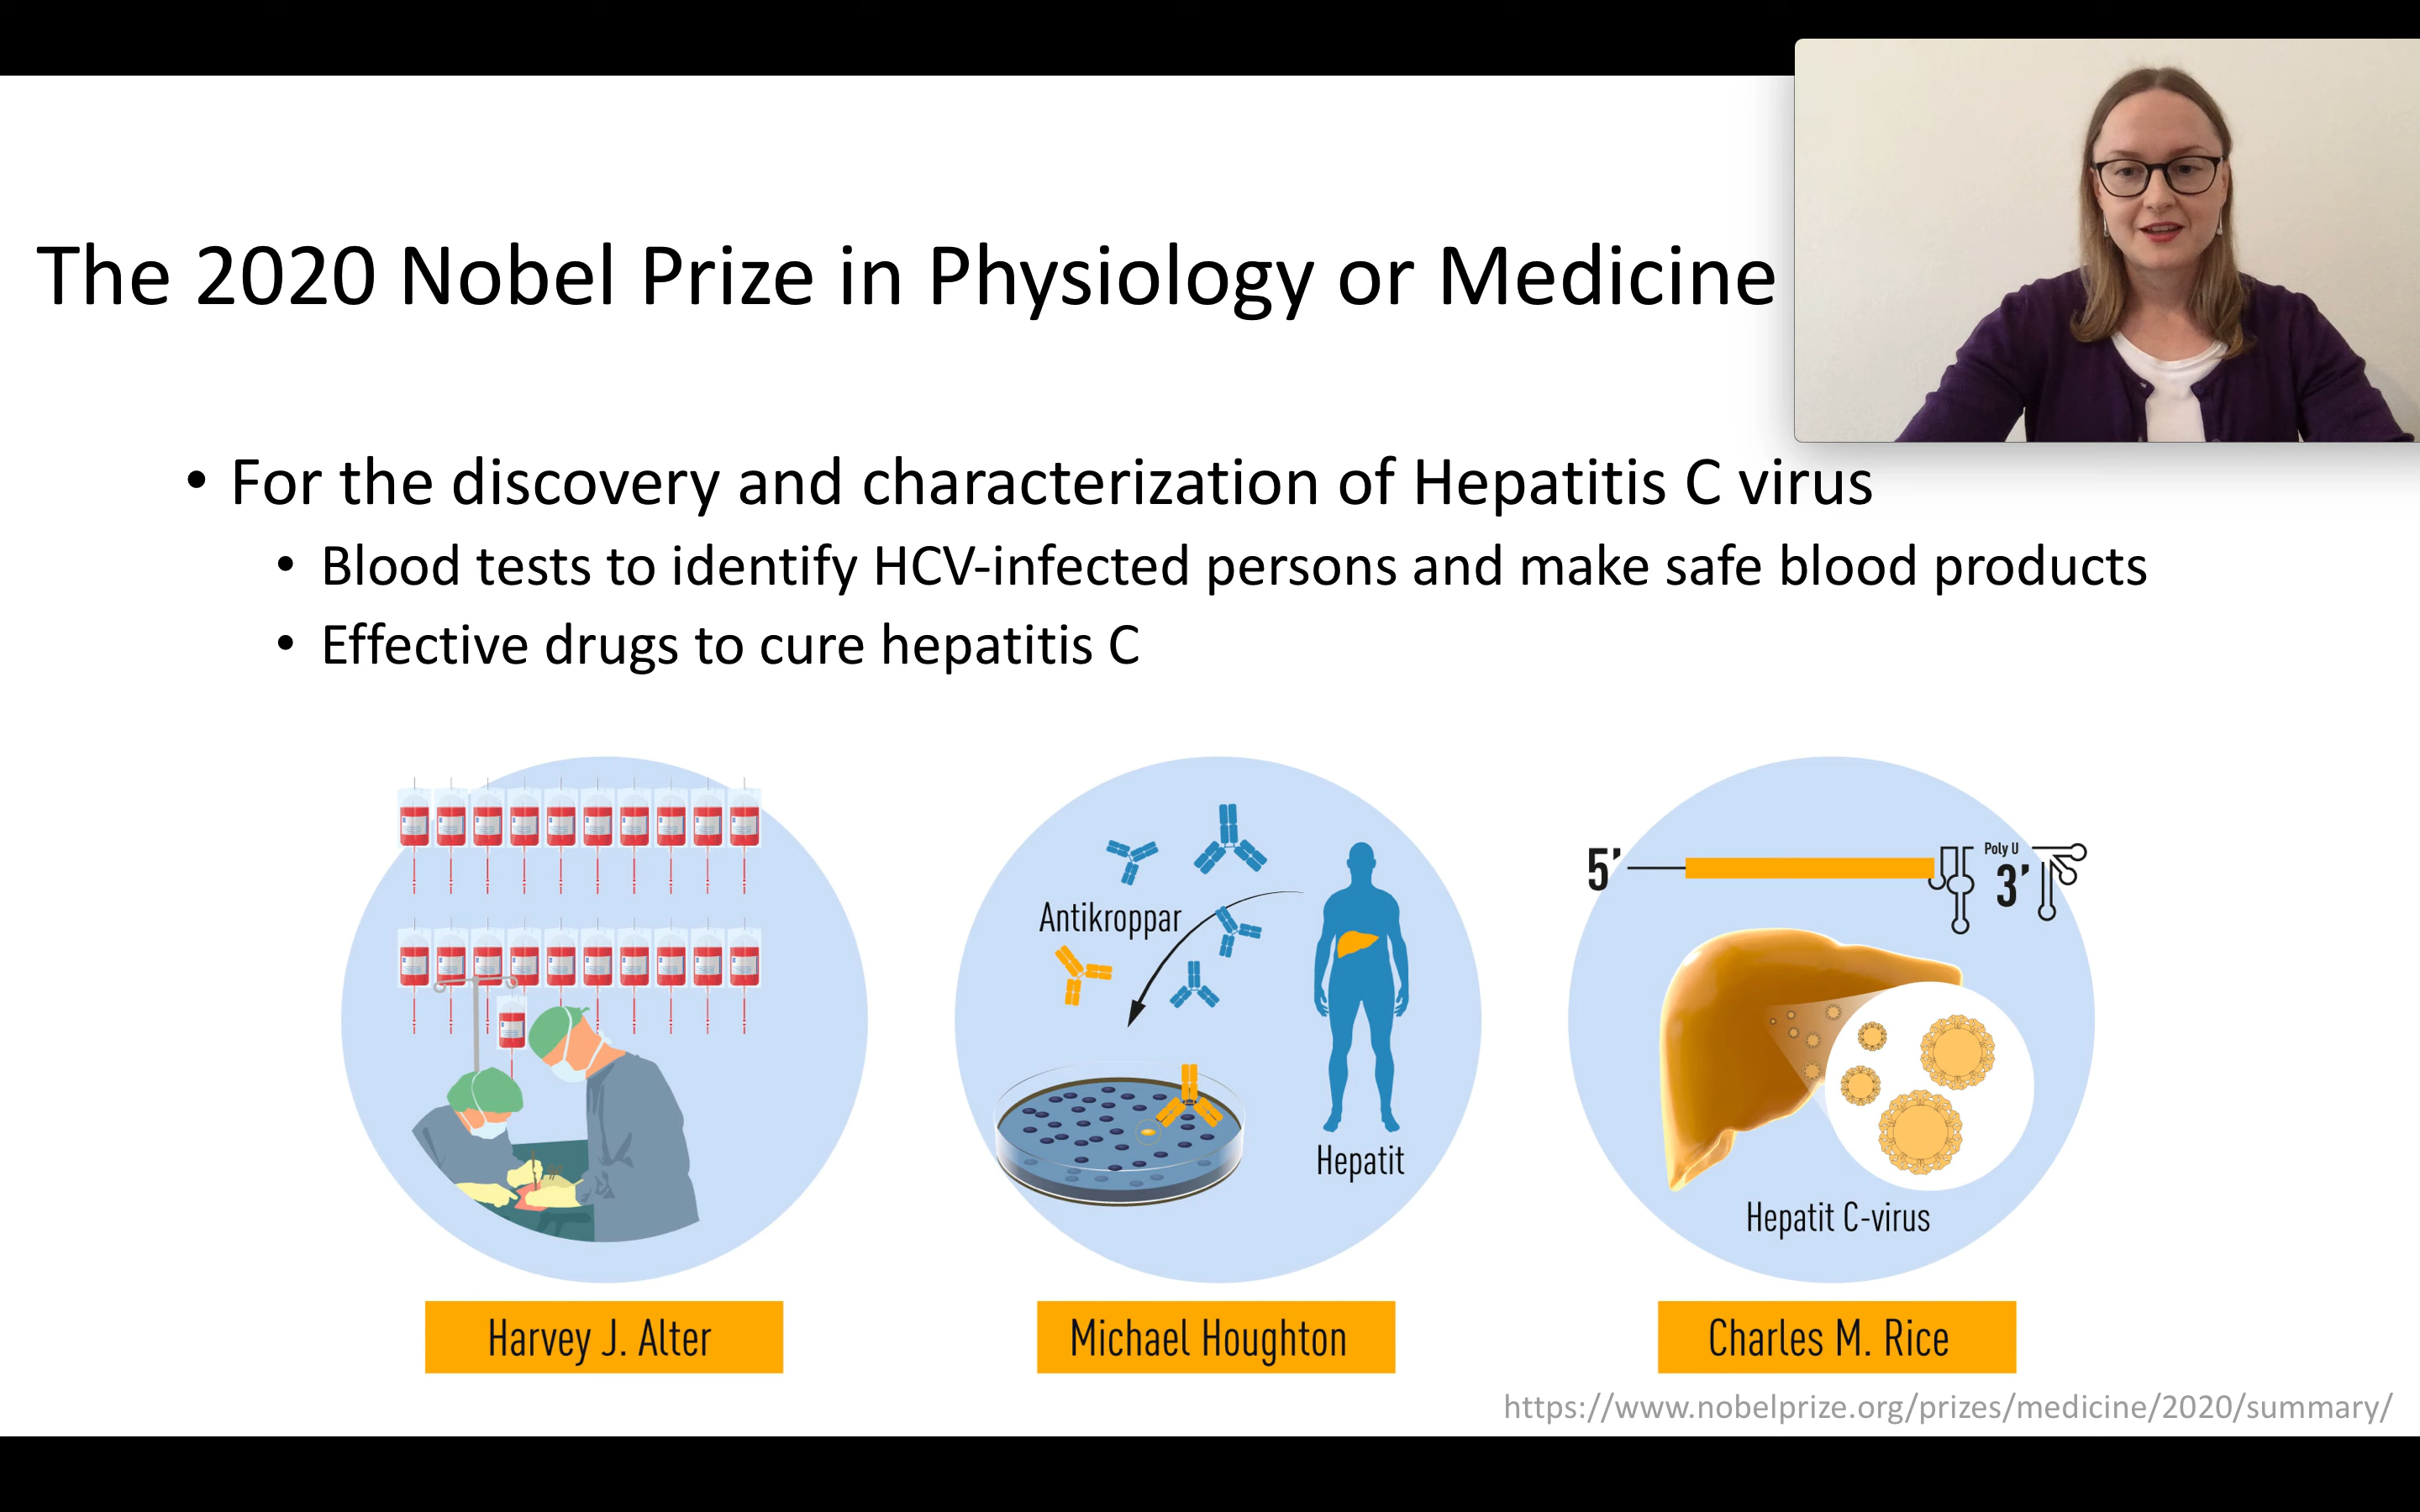 The 2020 Nobel Prize in Physiology or Medicine
• For the discovery and characterization of Hepatitis C virus
• Blood tests to identify HCV-infected persons and make safe blood products
• Effective drugs to cure hepatitis C
Antikroppar
Hepatit
5'
Poly U
3'
Hepatit C-virus
Harvey J. Alter
Michael Houghton
Charles M. Rice
https://www.nobelprize.org/prizes/medicine/2020/summary/